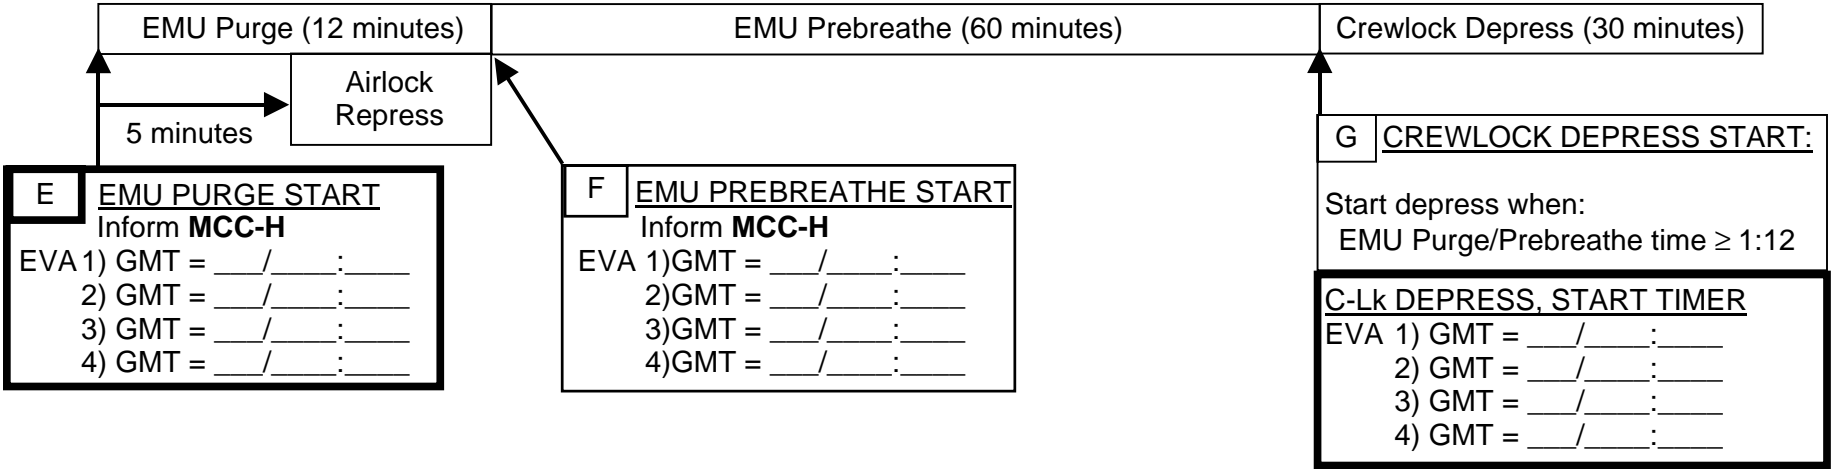 EMU Purge (12 minutes)
EMU Prebreathe (60 minutes)
Crewlock Depress (30 minutes)
Airlock
Repress
5 minutes
E
EMU PURGE START
Inform MCC-H
EVA 1) GMT = ___/____:____
2) GMT = ___/____:____
3) GMT = ___/____:____
4) GMT = ___/____:____
F
EMU PREBREATHE START
Inform MCC-H
EVA 1)GMT = ___/____:____
2)GMT = ___/____:____
3)GMT = ___/____:____
4)GMT = ___/____:____
G
CREWLOCK DEPRESS START:
Start depress when:
EMU Purge/Prebreathe time ≥ 1:12
C-Lk DEPRESS, START TIMER
EVA 1) GMT = ___/____:____
2) GMT = ___/____:____
3) GMT = ___/____:____
4) GMT = ___/____:____